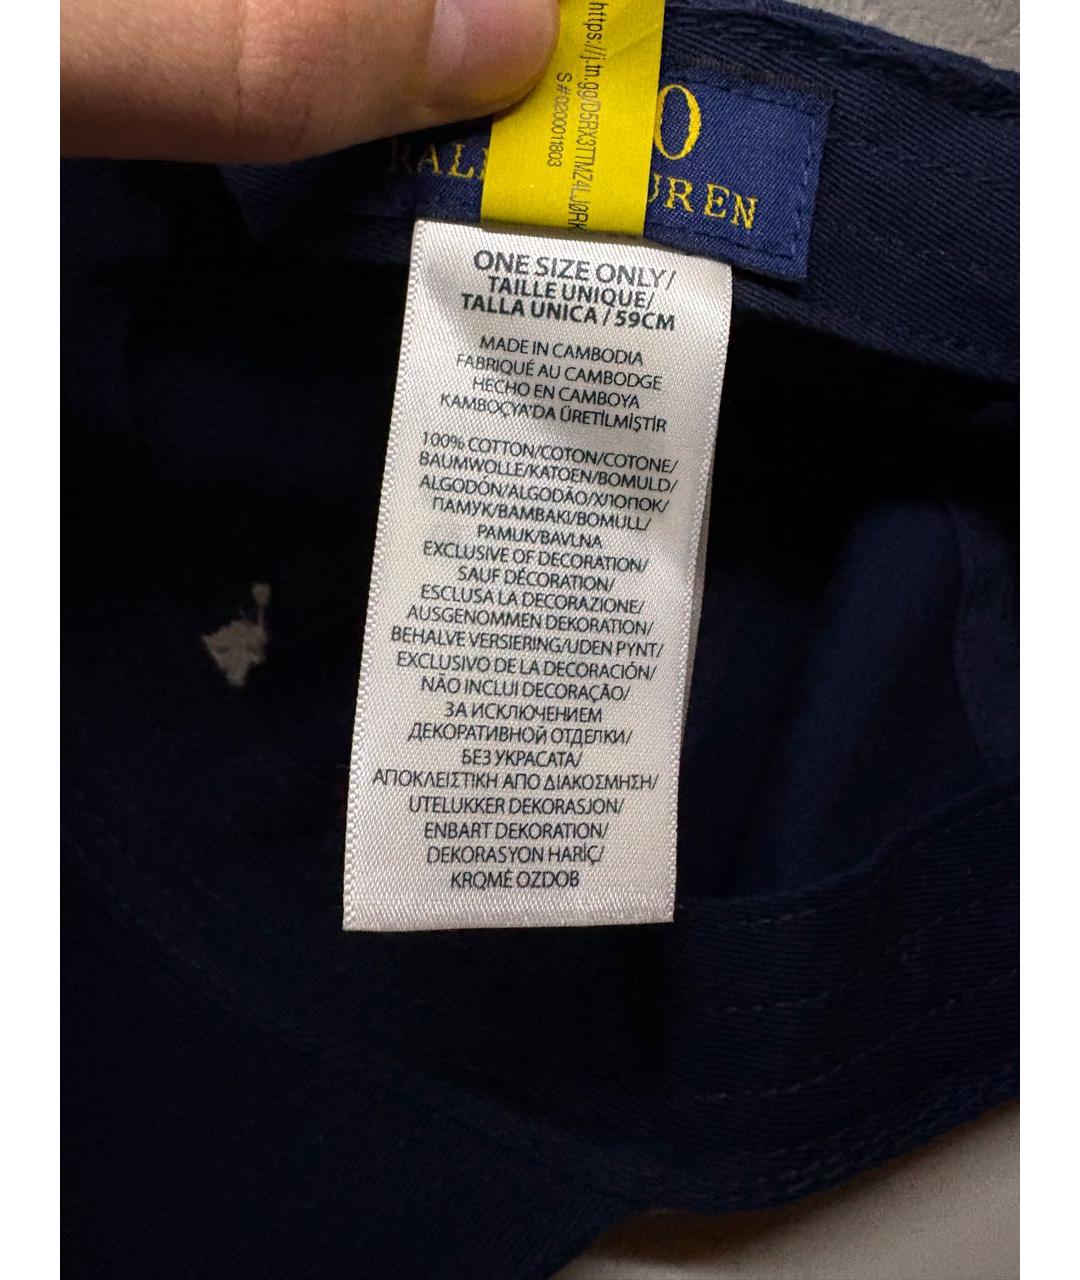 https://j.tn.gg/D5RX3TTMZ4LJ0RK
S#020001803
O
RAL UREN
ONE SIZE ONLY/
TAILLE UNIQUE/
TALLA UNICA / 59CM
MADE IN CAMBODIA
FABRIQUÉ AU CAMBODGE
HECHO EN CAMBOYA
KAMBOÇYA'DA ÜRETİLMİŞTİR
100% COTTON/COTON/COTONE/
BAUMWOLLE/KATOEN/BOMULD/
ALGODÓN/ALGODÃO/ХЛОПОК/
ПАМУК/ΒΑΜΒΑΚΙ/BOMULL/
PAMUK/BAVLNA
EXCLUSIVE OF DECORATION/
SAUF DÉCORATION/
ESCLUSA LA DECORAZIONE/
AUSGENOMMEN DEKORATION/
BEHALVE VERSIERING/UDEN PYNT/
EXCLUSIVO DE LA DECORACIÓN/
NÃO INCLUI DECORAÇÃO/
ЗА ИСКЛЮЧЕНИЕМ
ДЕКОРАТИВНОЙ ОТДЕЛКИ/
БЕЗ УКРАСАТА/
ΑΠΟΚΛΕΙΣΤΙΚΗ ΑΠΟ ΔΙΑΚΟΣΜΗΣΗ/
UTELUKKER DEKORASJON/
ENBART DEKORATION/
DEKORASYON HARİÇ/
KROMĚ OZDOB